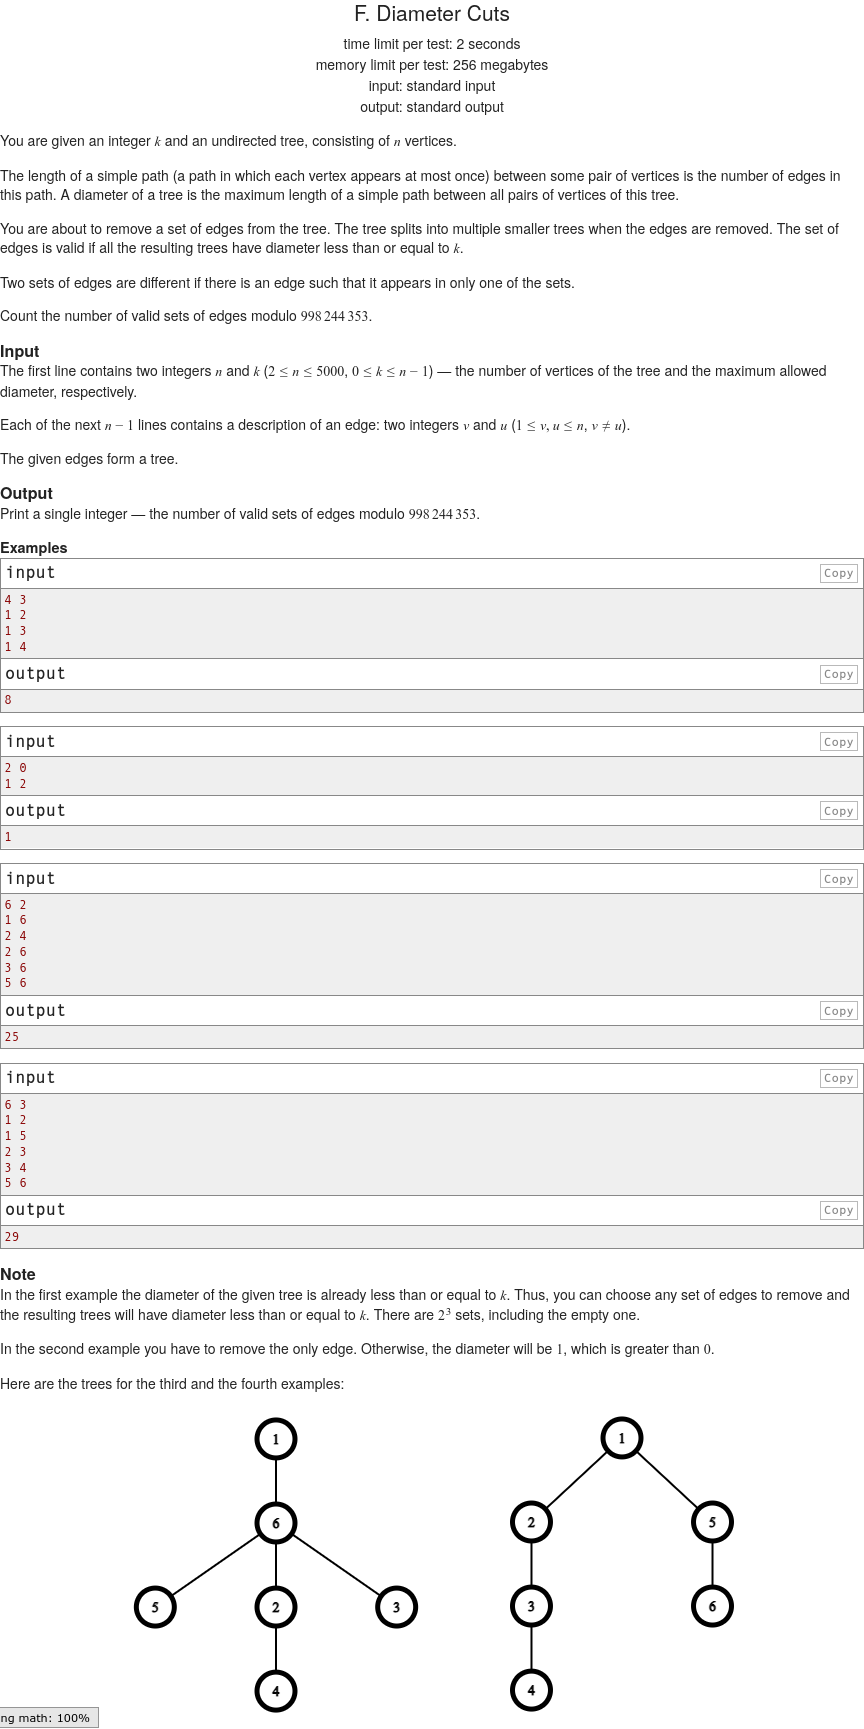 F. Diameter Cuts
time limit per test: 2 seconds
memory limit per test: 256 megabytes
input: standard input
output: standard output
You are given an integer k and an undirected tree, consisting of n vertices.
The length of a simple path (a path in which each vertex appears at most once) between some pair of vertices is the number of edges in
this path. A diameter of a tree is the maximum length of a simple path between all pairs of vertices of this tree.
You are about to remove a set of edges from the tree. The tree splits into multiple smaller trees when the edges are removed. The set of
edges is valid if all the resulting trees have diameter less than or equal to k.
Two sets of edges are different if there is an edge such that it appears in only one of the sets.
Count the number of valid sets of edges modulo 998 244 353.
Input
The first line contains two integers n and k (2 ≤ n ≤ 5000, 0 ≤ k ≤ n − 1) — the number of vertices of the tree and the maximum allowed
diameter, respectively.
Each of the next n − 1 lines contains a description of an edge: two integers v and u (1 ≤ v, u ≤ n, v ≠ u).
The given edges form a tree.
Output
Print a single integer — the number of valid sets of edges modulo 998 244 353.
Examples
input Copy
4 3
1 2
1 3
1 4
output Copy
8
input Copy
2 0
1 2
output Copy
1
input Copy
6 2
1 6
2 4
2 6
3 6
5 6
output Copy
25
input Copy
6 3
1 2
1 5
2 3
3 4
5 6
output Copy
29
Note
In the first example the diameter of the given tree is already less than or equal to k. Thus, you can choose any set of edges to remove and
the resulting trees will have diameter less than or equal to k. There are 2³ sets, including the empty one.
In the second example you have to remove the only edge. Otherwise, the diameter will be 1, which is greater than 0.
Here are the trees for the third and the fourth examples:
1 1
6 2 5
5 2 3 3 6
4 4
ng math: 100%